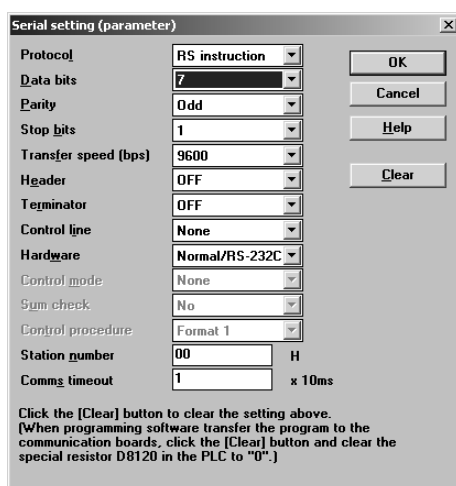 Serial setting (parameter)
Protocol RS instruction OK
Data bits 7
Parity Odd Cancel
Stop bits 1 Help
Transfer speed (bps) 9600
Header OFF Clear
Terminator OFF
Control line None
Hardware Normal/RS-232C
Control mode None
Sum check No
Control procedure Format 1
Station number 00 H
Comms timeout 1 x 10ms
Click the [Clear] button to clear the setting above.
(When programming software transfer the program to the
communication boards, click the [Clear] button and clear the
special resistor D8120 in the PLC to "0".)